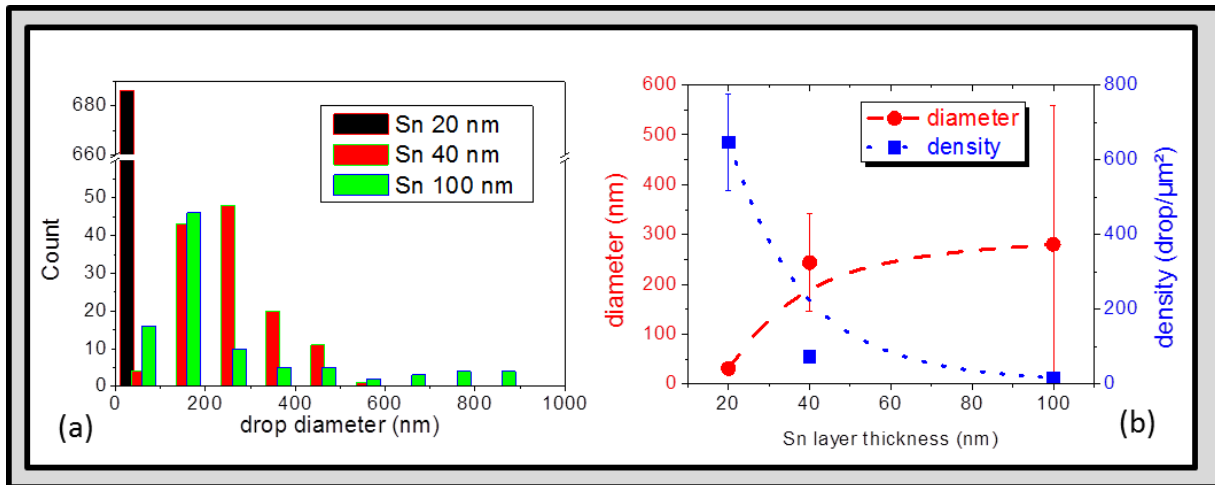 680
660
50
40
30
20
10
0
Count
Sn 20 nm
Sn 40 nm
Sn 100 nm
0 200 400 600 800 1000
drop diameter (nm)
(a)
600
500
400
300
200
100
0
diameter (nm)
diameter
density
800
600
400
200
0
density (drop/µm²)
20 40 60 80 100
Sn layer thickness (nm)
(b)